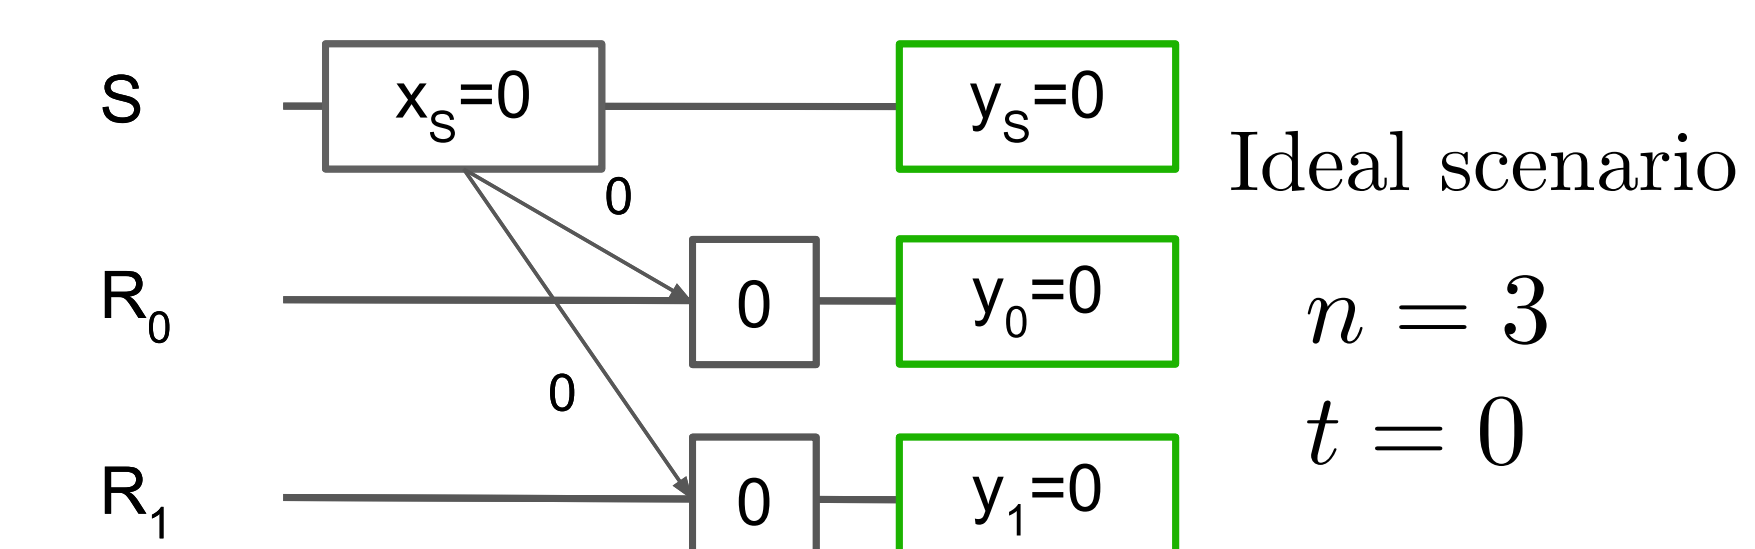 S x_S=0 y_S=0
0
Ideal scenario
R_0 0 y_0=0
n = 3
0
t = 0
R_1 0 y_1=0